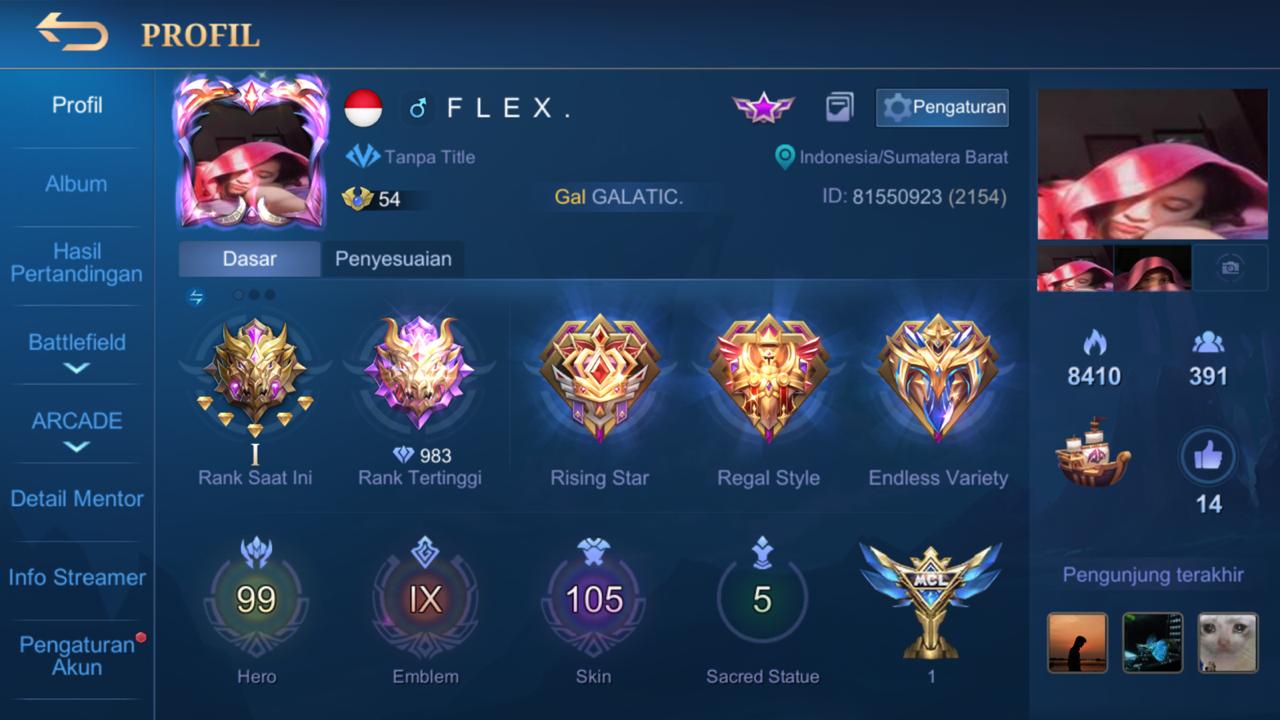 PROFIL
Profil
Album
Hasil
Pertandingan
Battlefield
ARCADE
Detail Mentor
Info Streamer
Pengaturan
Akun
F L E X .
Pengaturan
Tanpa Title
Indonesia/Sumatera Barat
54
Gal GALATIC.
ID: 81550923 (2154)
Dasar
Penyesuaian
I
Rank Saat Ini
983
Rank Tertinggi
Rising Star
Regal Style
Endless Variety
99
Hero
IX
Emblem
105
Skin
5
Sacred Statue
MCL
1
8410
391
14
Pengunjung terakhir